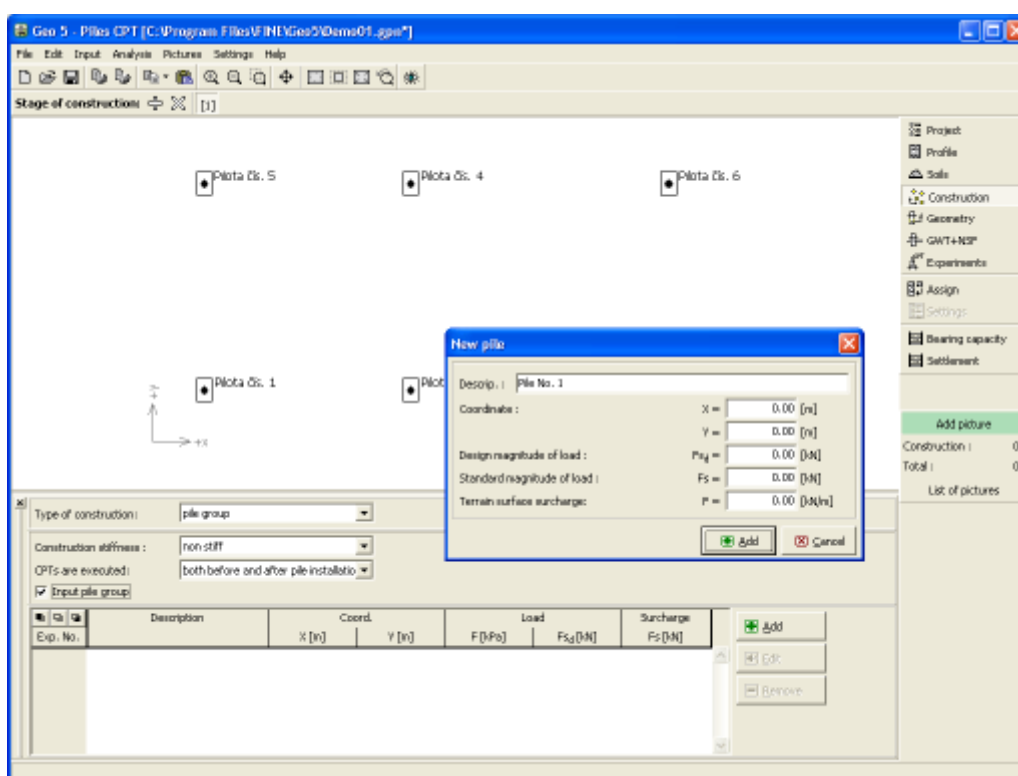 Geo 5 - Piles CPT [C:\Program Files\FINE\Geo5\Demo01.gpn*]
File Edit Input Analysis Pictures Settings Help
Stage of construction: [1]
Pilota čís. 5
Pilota čís. 4
Pilota čís. 6
Pilota čís. 1
Pilot
+Y
+X
Project
Profile
Soils
Construction
Geometry
GWT+NSF
Experiments
Assign
Settings
Bearing capacity
Settlement
Add picture
Construction : 0
Total : 0
List of pictures
New pile
Descrip. : Pile No. 1
Coordinate : X = 0.00 [m]
Y = 0.00 [m]
Design magnitude of load : Fsd = 0.00 [kN]
Standard magnitude of load : Fs = 0.00 [kN]
Terrain surface surcharge: P = 0.00 [kN/m]
Add Cancel
Type of construction: pile group
Construction stiffness : non stiff
CPTs are executed: both before and after pile installatio
Input pile group
Description Coord. Load Surcharge
Exp. No. X [m] Y [m] F[kPa] Fsd[kN] Fs[kN]
Add
Edit
Remove